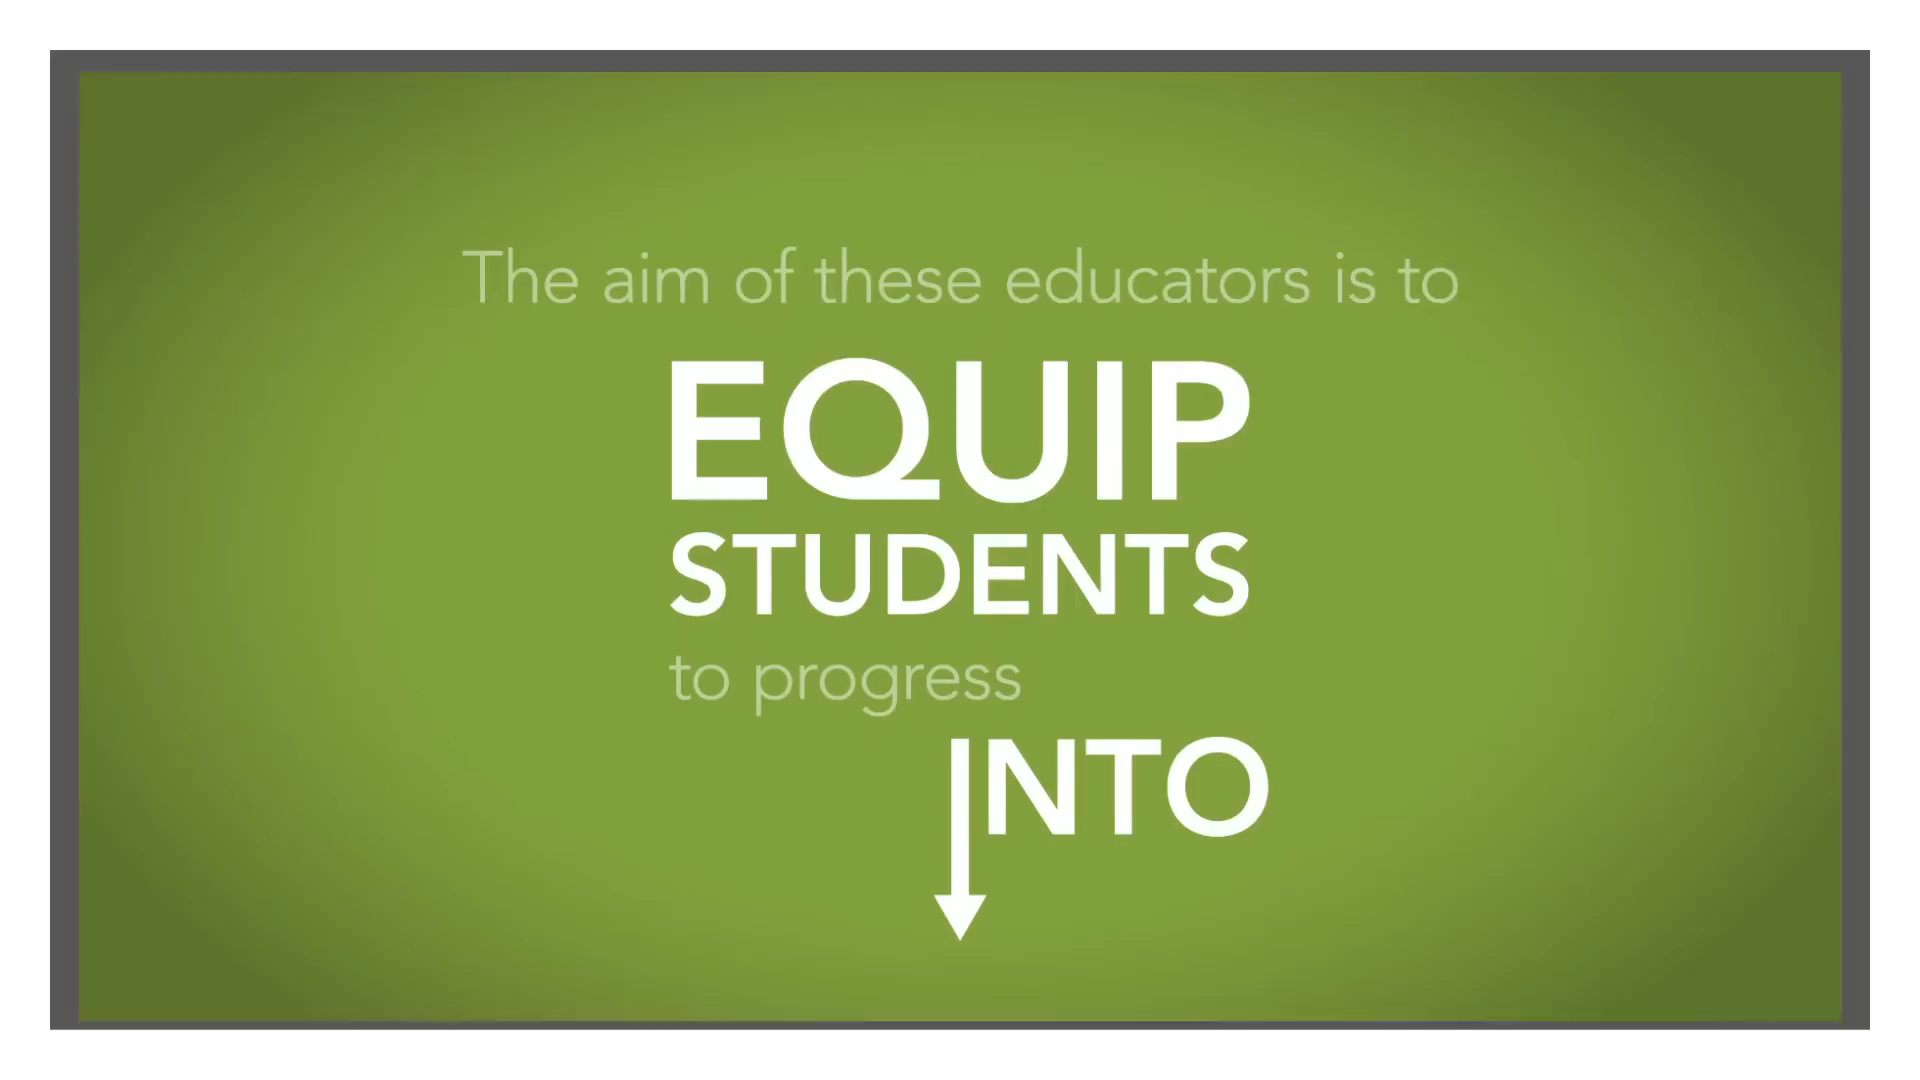 The aim of these educators is to
EQUIP
STUDENTS
to progress
INTO